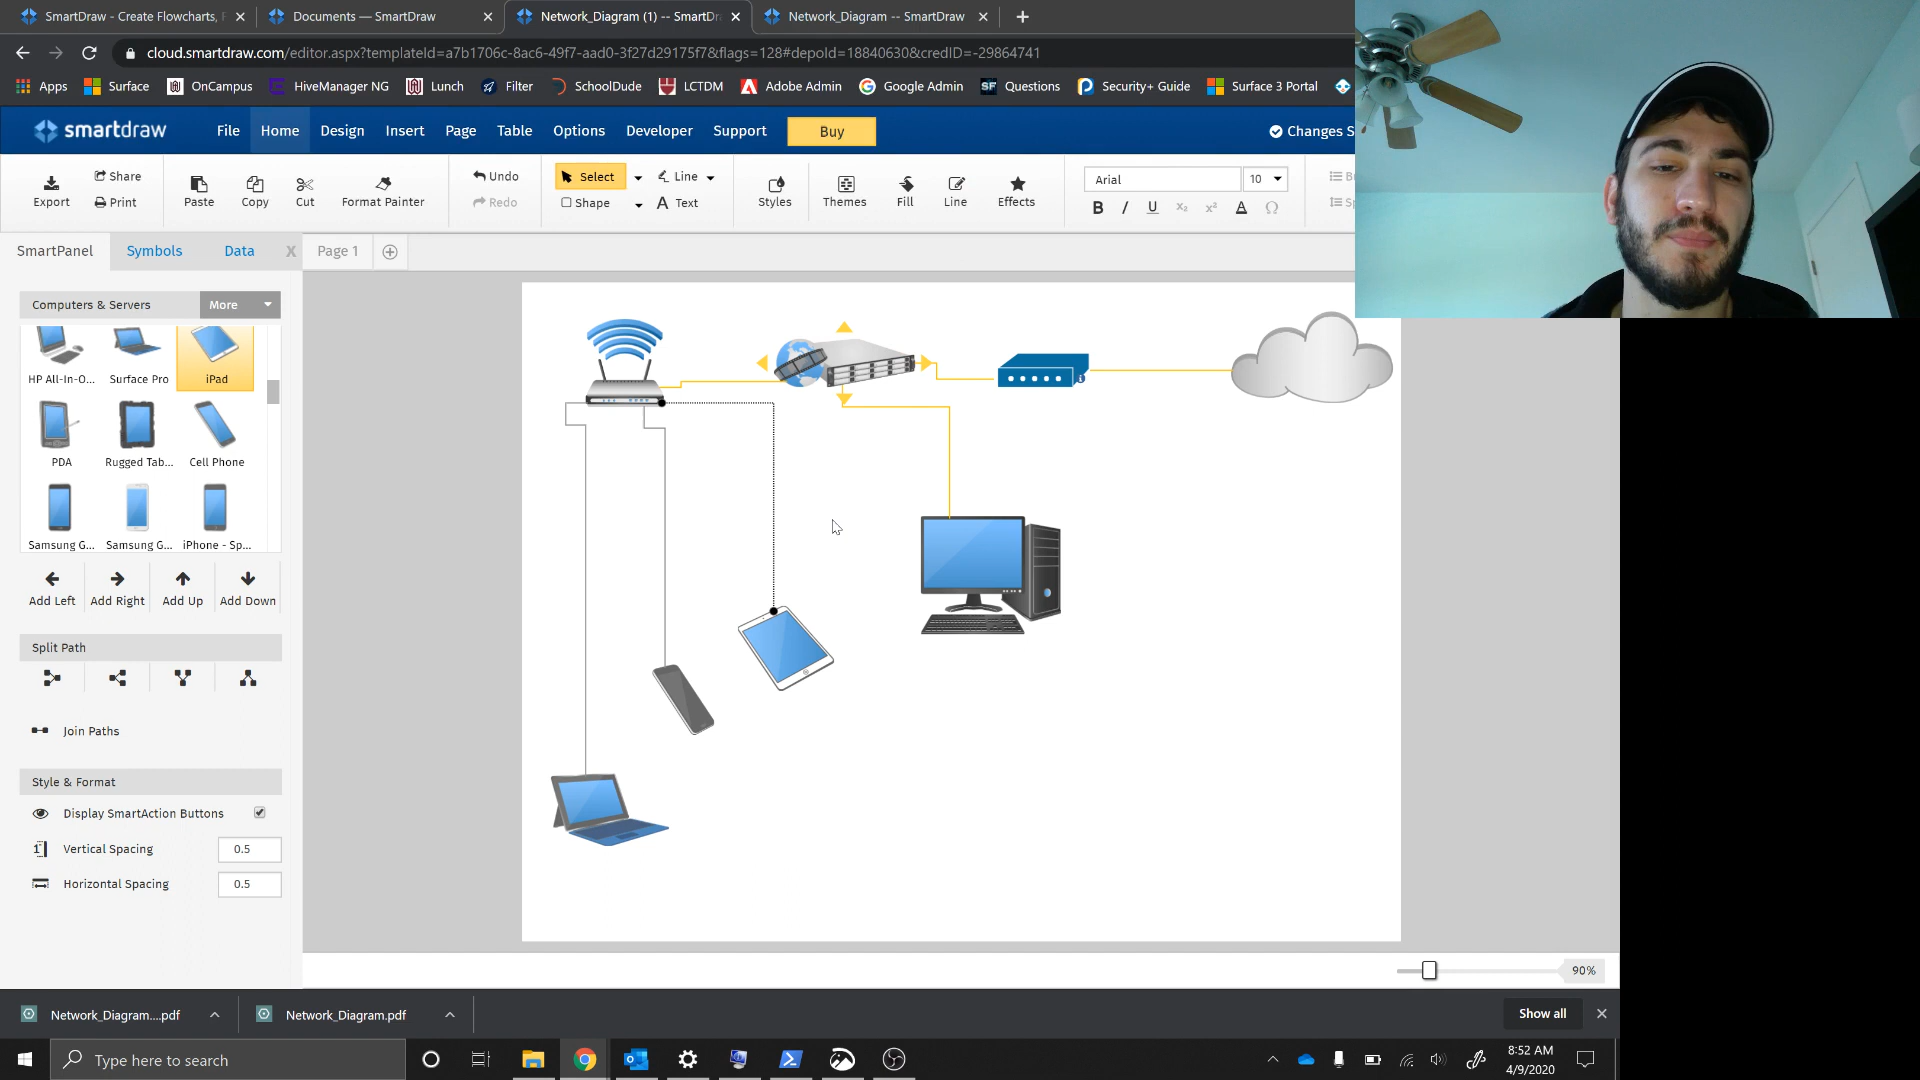 SmartDraw - Create Flowcharts, F
Documents — SmartDraw
Network_Diagram (1) -- SmartDr
Network_Diagram -- SmartDraw
cloud.smartdraw.com/editor.aspx?templateId=a7b1706c-8ac6-49f7-aad0-3f27d29175f7&flags=128#depoId=18840630&credID=-29864741
Apps Surface OnCampus HiveManager NG Lunch Filter SchoolDude LCTDM Adobe Admin Google Admin SF Questions Security+ Guide Surface 3 Portal
smartdraw File Home Design Insert Page Table Options Developer Support Buy Changes S
Share Undo Select Line Arial 10
Export Print Paste Copy Cut Format Painter Redo Shape A Text Styles Themes Fill Line Effects B I U X₂ X² A Ω
SmartPanel Symbols Data X Page 1
Computers & Servers More
HP All-In-O... Surface Pro iPad
PDA Rugged Tab... Cell Phone
Samsung G... Samsung G... iPhone - Sp...
Add Left Add Right Add Up Add Down
Split Path
Join Paths
Style & Format
Display SmartAction Buttons
Vertical Spacing 0.5
Horizontal Spacing 0.5
90%
Network_Diagram....pdf Network_Diagram.pdf Show all
Type here to search
8:52 AM
4/9/2020